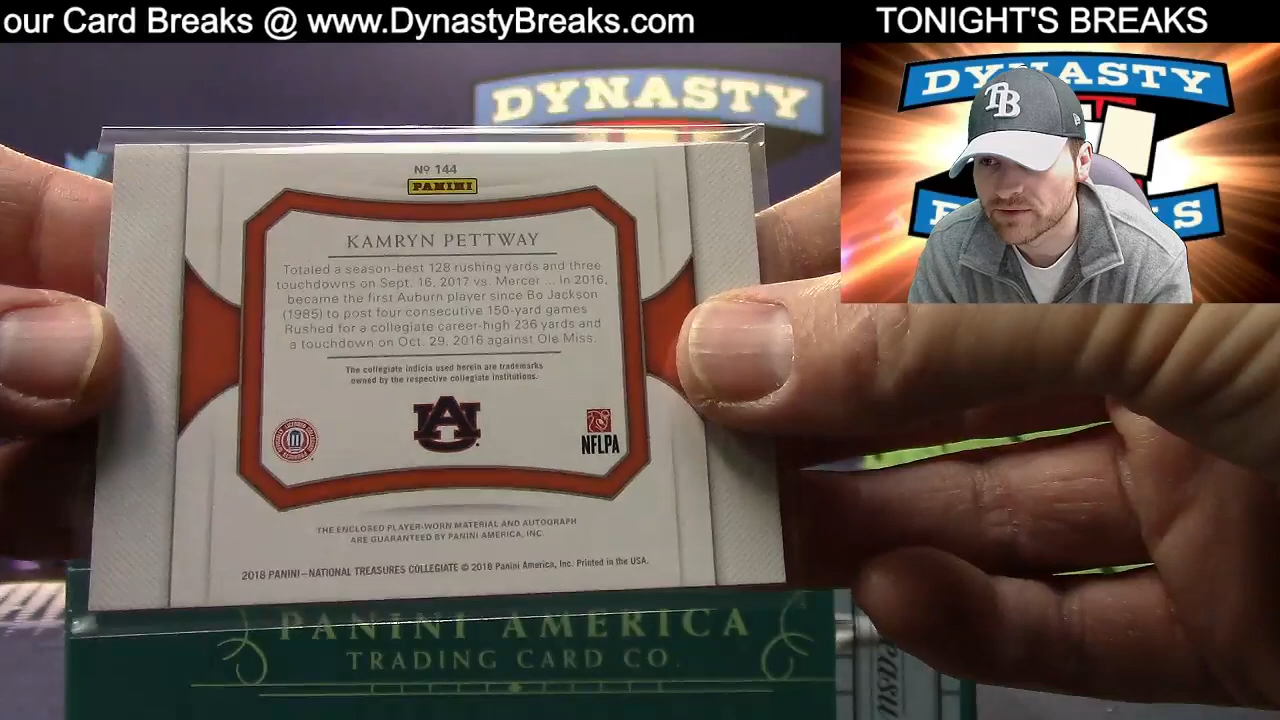 our Card Breaks @ www.DynastyBreaks.com
TONIGHT'S BREAKS
DYNASTY
DYNASTY
TB
S
Nº 144
PANINI
KAMRYN PETTWAY
Totaled a season-best 128 rushing yards and three
touchdowns on Sept. 16, 2017 vs. Mercer ... In 2016,
became the first Auburn player since Bo Jackson
(1985) to post four consecutive 150-yard games
Rushed for a collegiate career-high 236 yards and
a touchdown on Oct. 29, 2016 against Ole Miss.
The collegiate indicia used herein are trademarks
owned by the respective collegiate institutions.
AU
NFLPA
THE ENCLOSED PLAYER-WORN MATERIAL AND AUTOGRAPH
ARE GUARANTEED BY PANINI AMERICA, INC.
2018 PANINI—NATIONAL TREASURES COLLEGIATE © 2018 Panini America, Inc. Printed in the USA.
PANINI AMERICA
TRADING CARD CO.